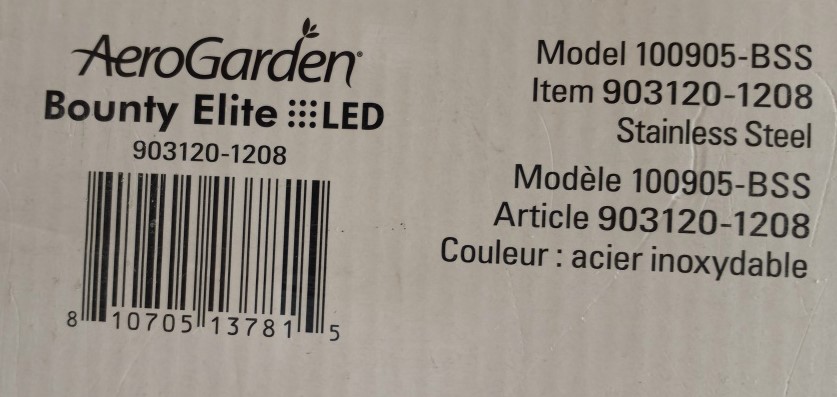 AeroGarden
Bounty Elite LED
903120-1208
8 10705 13781 5
Model 100905-BSS
Item 903120-1208
Stainless Steel
Modèle 100905-BSS
Article 903120-1208
Couleur : acier inoxydable